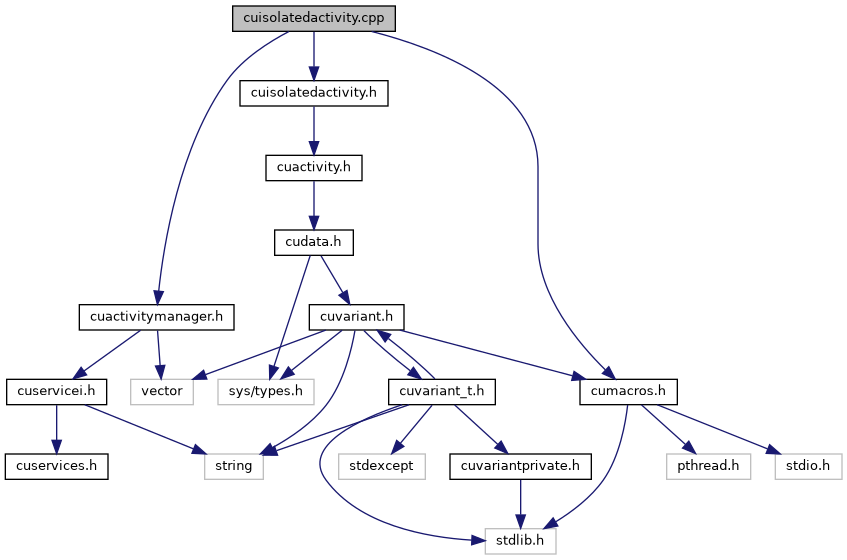 cuisolatedactivity.cpp
cuisolatedactivity.h
cuactivity.h
cudata.h
cuactivitymanager.h
cuvariant.h
cuservicei.h
vector
sys/types.h
cuvariant_t.h
cumacros.h
cuservices.h
string
stdexcept
cuvariantprivate.h
pthread.h
stdio.h
stdlib.h